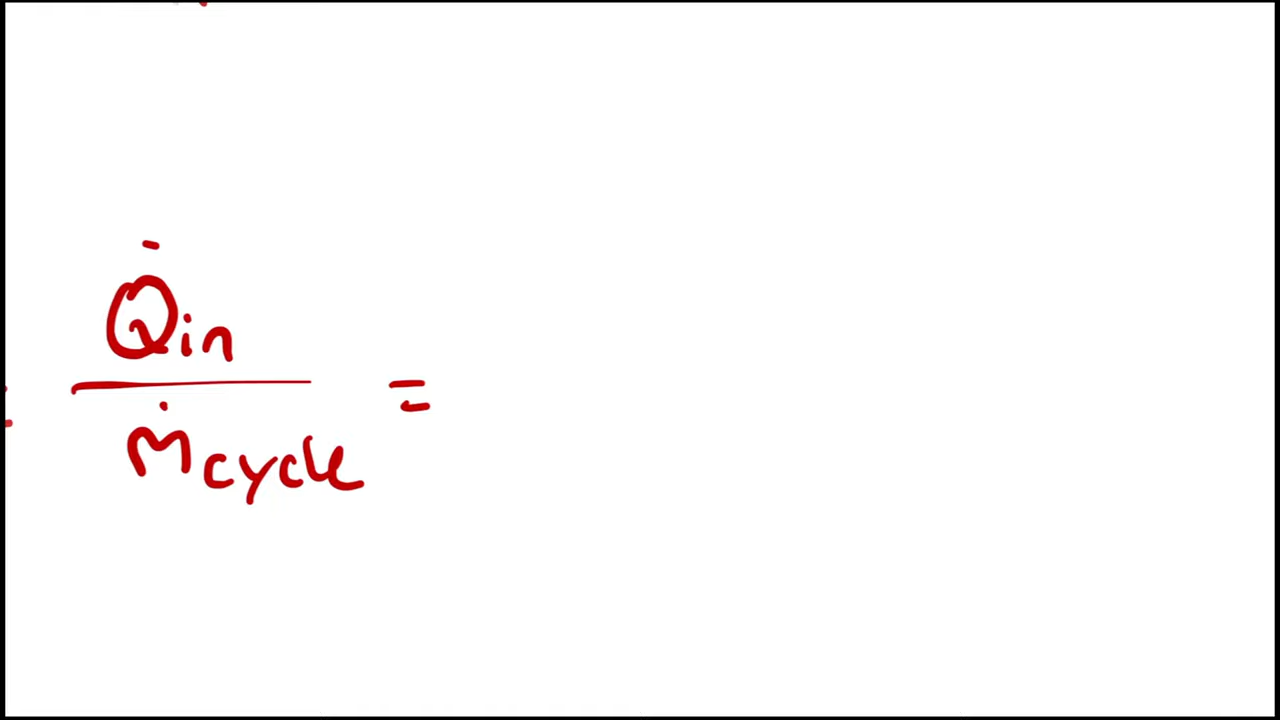 = Q̇in / ṁcycle =